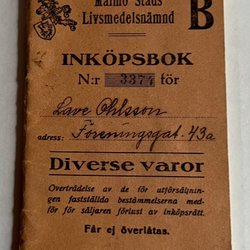 Malmö Stads
Livsmedelsnämnd
B
INKÖPSBOK
N:r 3374 för
Lave Ohlsson
adress: Föreningsgat. 43a
Diverse varor
Överträdelse av de för utförsäljningen
fastställda bestämmelserna med-
för för säljaren förlust av inköpsrätt.
Får ej överlåtas.